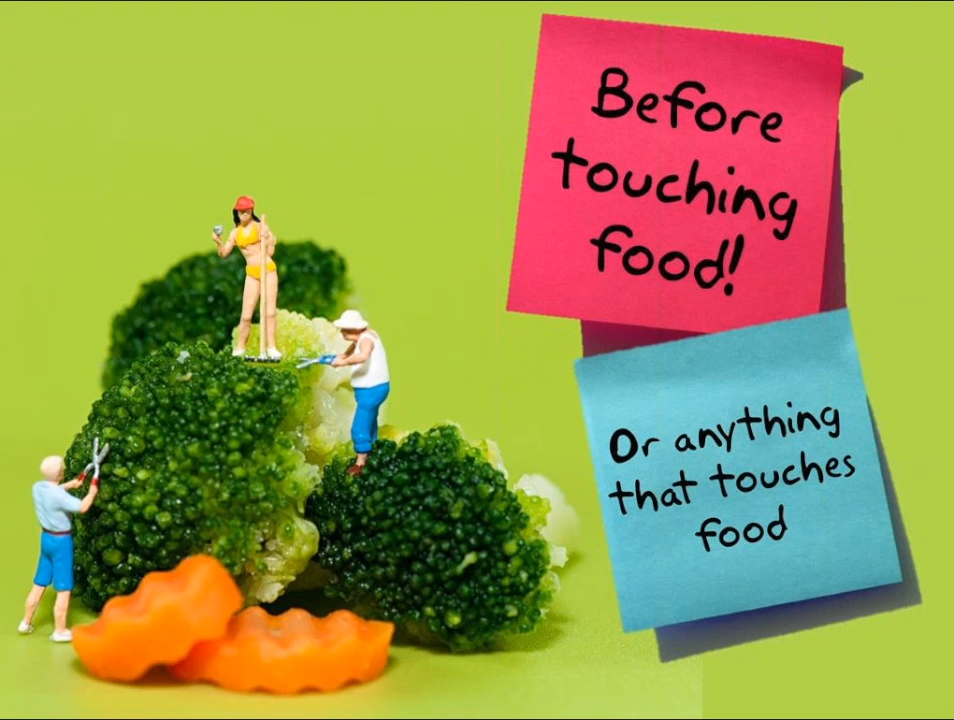 Before
touching
food!
Or anything
that touches
food